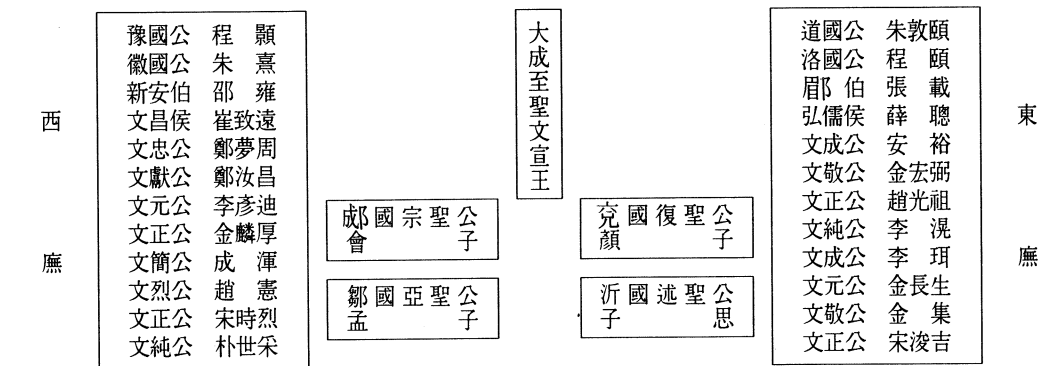 西
廡
豫國公 程 顥
徽國公 朱 熹
新安伯 邵 雍
文昌侯 崔致遠
文忠公 鄭夢周
文獻公 鄭汝昌
文元公 李彥迪
文正公 金麟厚
文簡公 成 渾
文烈公 趙 憲
文正公 宋時烈
文純公 朴世采
大成至聖文宣王
郕國宗聖公
會子
鄒國亞聖公
孟子
兗國復聖公
顏子
沂國述聖公
子思
道國公 朱敦頤
洛國公 程 頤
郿 伯 張 載
弘儒侯 薛 聰
文成公 安 裕
文敬公 金宏弼
文正公 趙光祖
文純公 李 滉
文成公 李 珥
文元公 金長生
文敬公 金 集
文正公 宋浚吉
東
廡